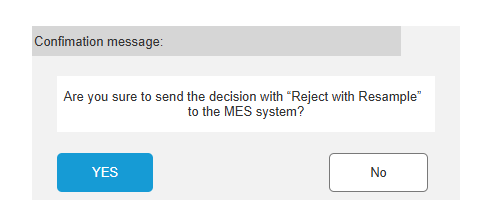 Confimation message:
Are you sure to send the decision with “Reject with Resample”
to the MES system?
YES
No